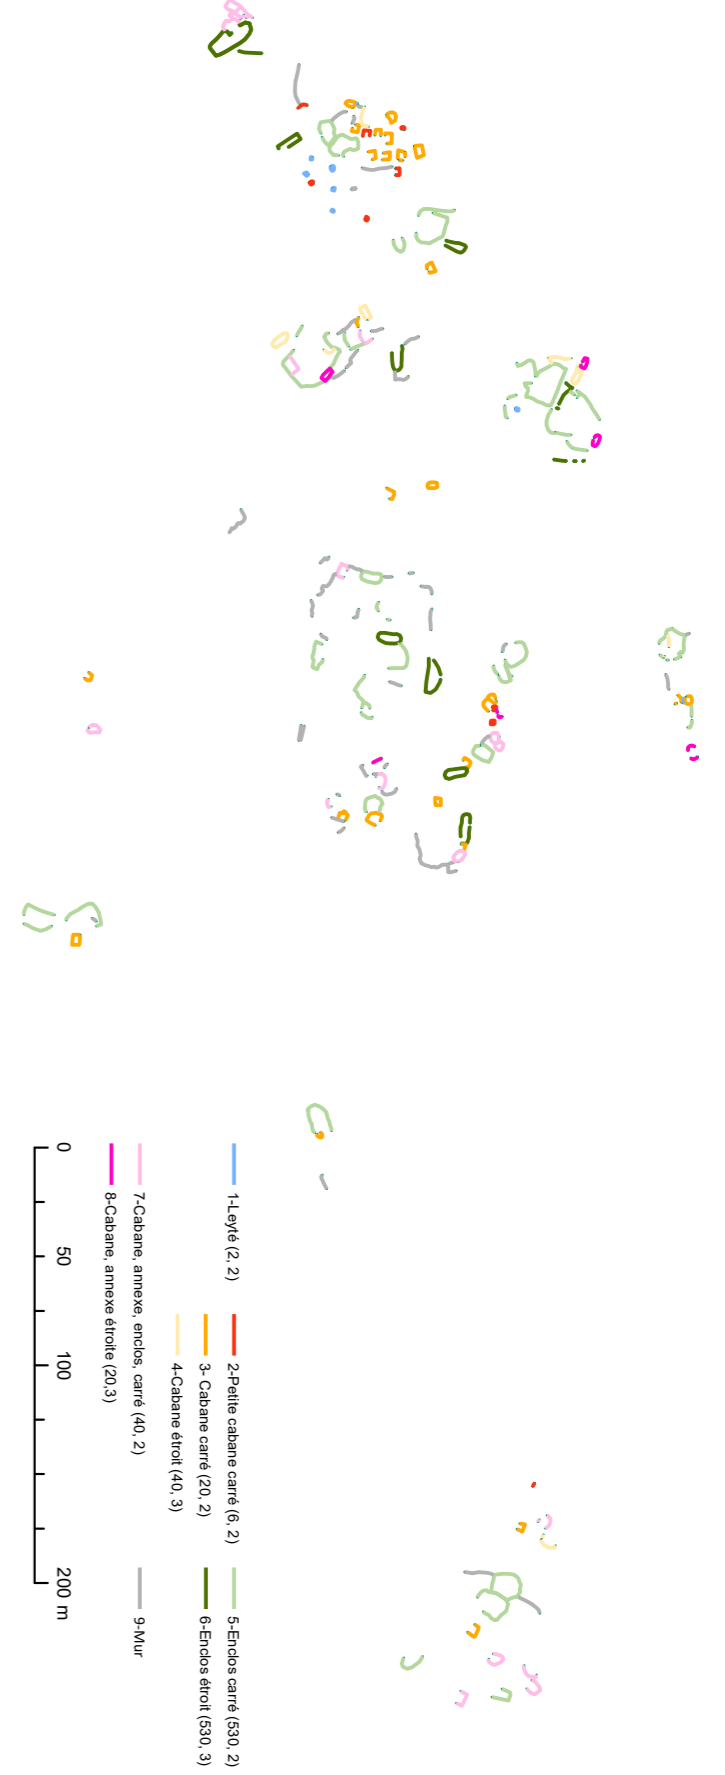 1-Leyté (2, 2)
2-Petite cabane carré (6, 2)
3- Cabane carré (20, 2)
4-Cabane étroit (40, 3)
5-Enclos carré (530, 2)
6-Enclos étroit (530, 3)
7-Cabane, annexe, enclos, carré (40, 2)
8-Cabane, annexe étroite (20,3)
9-Mur
0 50 100 200 m